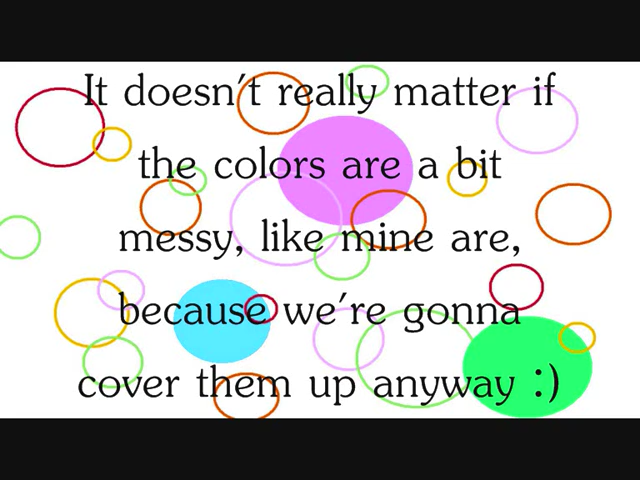 It doesn't really matter if
the colors are a bit
messy, like mine are,
because we're gonna
cover them up anyway :)